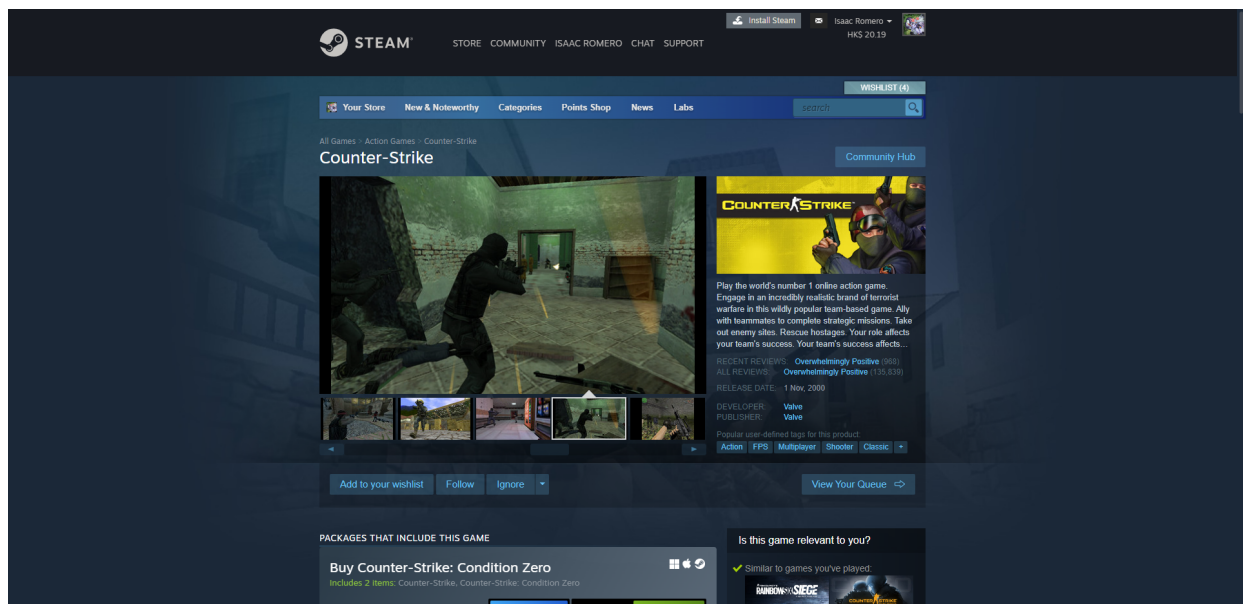 Install Steam
Isaac Romero
HK$ 20.19
STEAM®
STORE COMMUNITY ISAAC ROMERO CHAT SUPPORT
WISHLIST (4)
Your Store New & Noteworthy Categories Points Shop News Labs
search
All Games > Action Games > Counter-Strike
Counter-Strike
Community Hub
COUNTER STRIKE
Play the world's number 1 online action game.
Engage in an incredibly realistic brand of terrorist
warfare in this wildly popular team-based game. Ally
with teammates to complete strategic missions. Take
out enemy sites. Rescue hostages. Your role affects
your team's success. Your team's success affects...
RECENT REVIEWS: Overwhelmingly Positive (968)
ALL REVIEWS: Overwhelmingly Positive (135,839)
RELEASE DATE: 1 Nov, 2000
DEVELOPER: Valve
PUBLISHER: Valve
Popular user-defined tags for this product:
Action FPS Multiplayer Shooter Classic +
Add to your wishlist Follow Ignore
View Your Queue
PACKAGES THAT INCLUDE THIS GAME
Buy Counter-Strike: Condition Zero
Includes 2 items: Counter-Strike, Counter-Strike: Condition Zero
Is this game relevant to you?
Similar to games you've played:
RAINBOW SIX SIEGE
COUNTER STRIKE